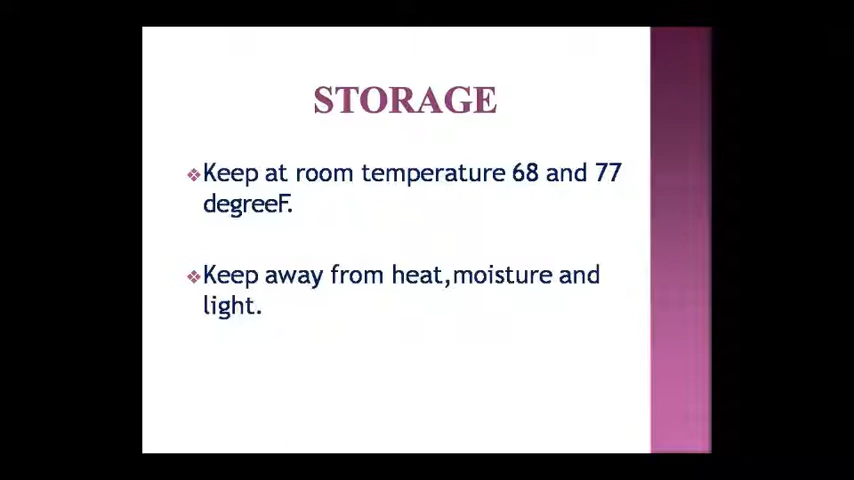 STORAGE
Keep at room temperature 68 and 77
degreeF.
Keep away from heat,moisture and
light.